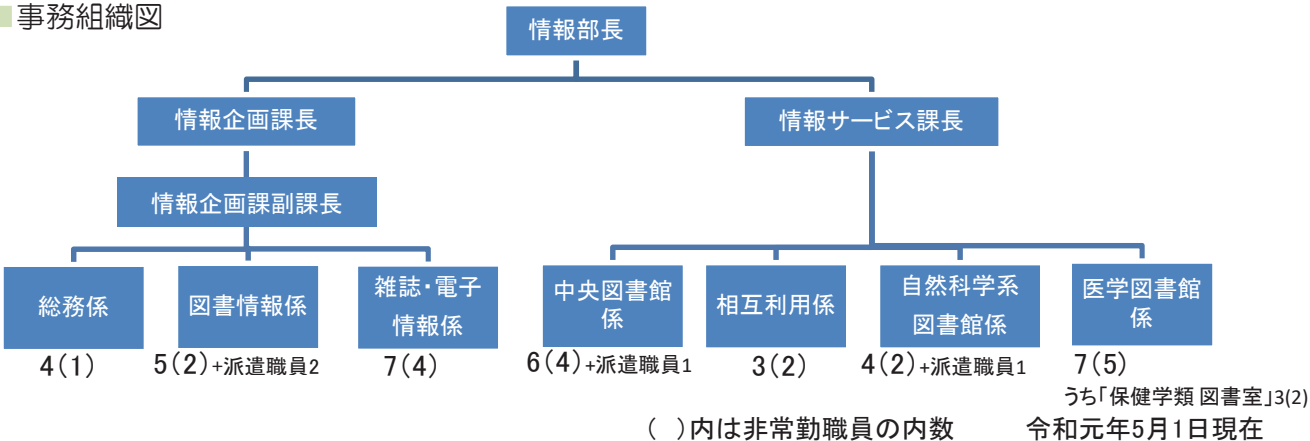 事務組織図
情報部長
情報企画課長
情報サービス課長
情報企画課副課長
総務係
図書情報係
雑誌・電子
情報係
中央図書館
係
相互利用係
自然科学系
図書館係
医学図書館
係
4(1)
5(2)+派遣職員2
7(4)
6(4)+派遣職員1
3(2)
4(2)+派遣職員1
7(5)
うち「保健学類 図書室」3(2)
( )内は非常勤職員の内数
令和元年5月1日現在